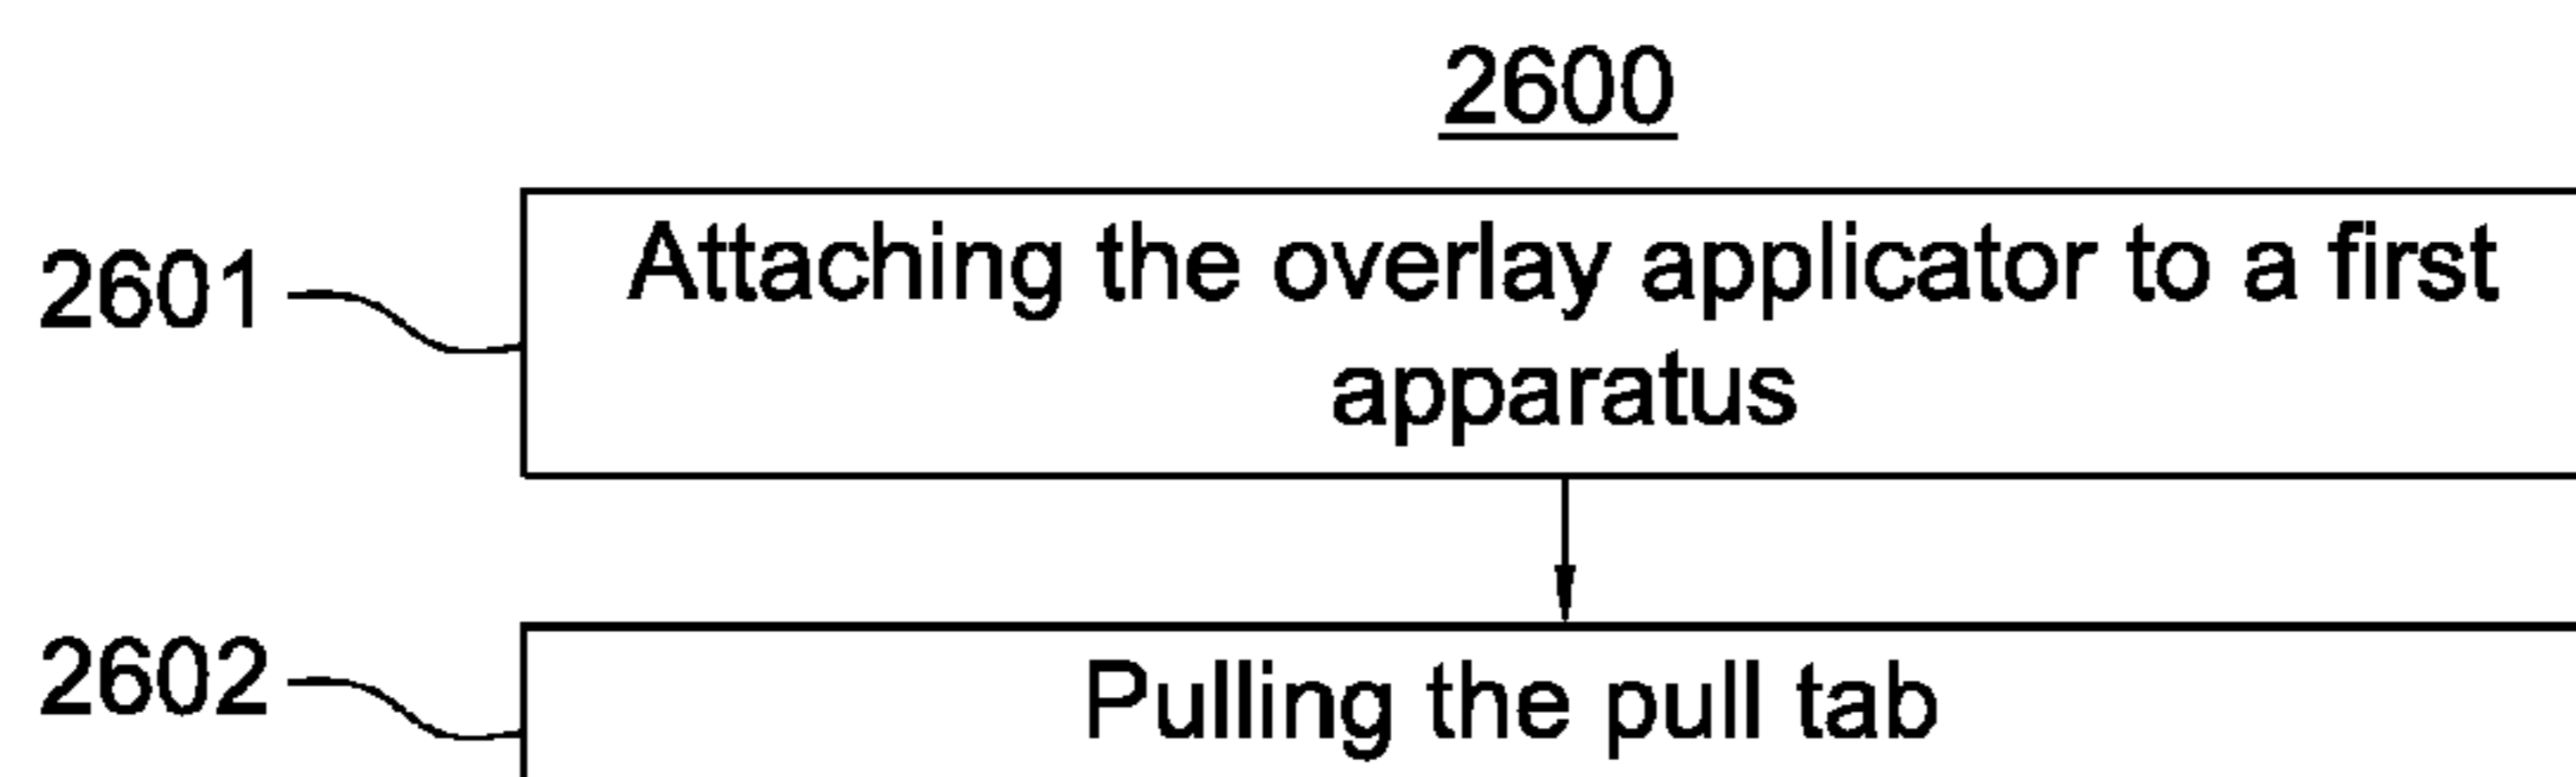 2600
2601
Attaching the overlay applicator to a first
apparatus
2602
Pulling the pull tab